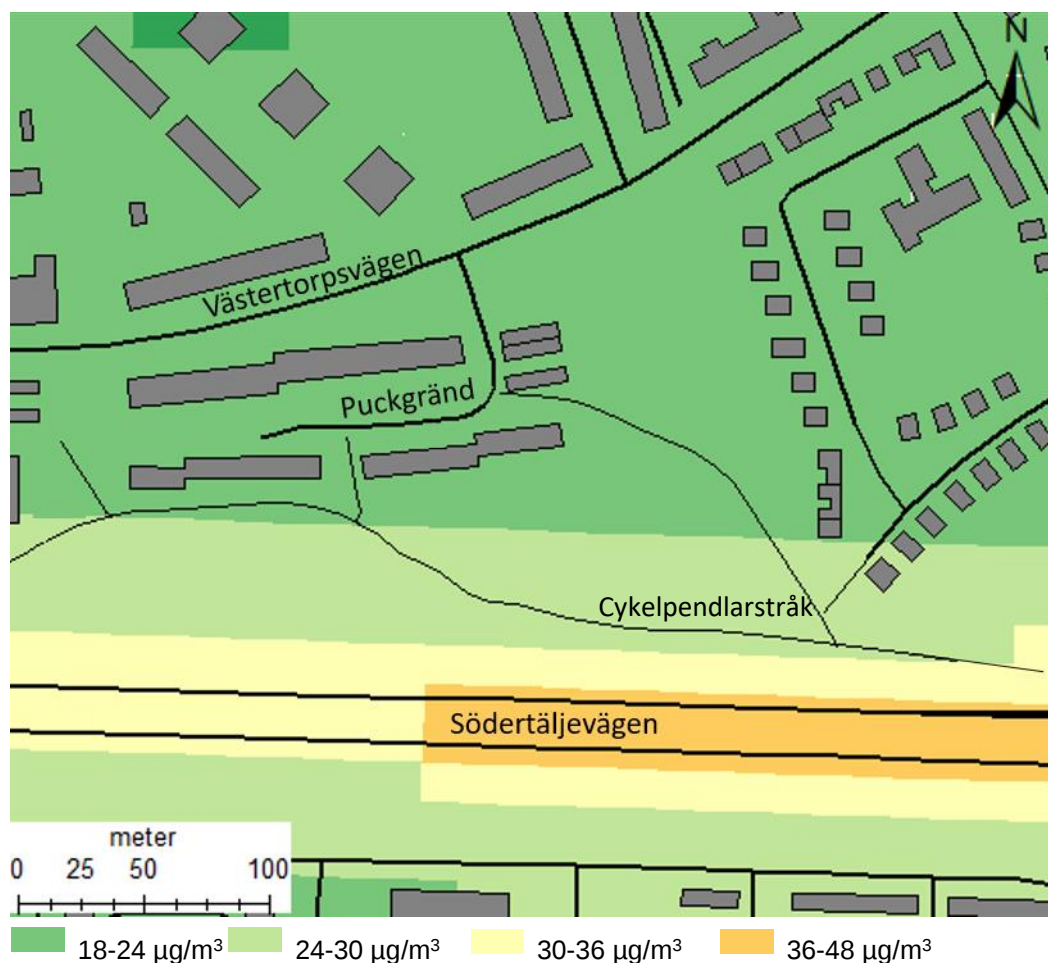 N
Västertorpsvägen
Puckgränd
Cykelpendlarstråk
Södertäljevägen
meter
0 25 50 100
18-24 µg/m³ 24-30 µg/m³ 30-36 µg/m³ 36-48 µg/m³